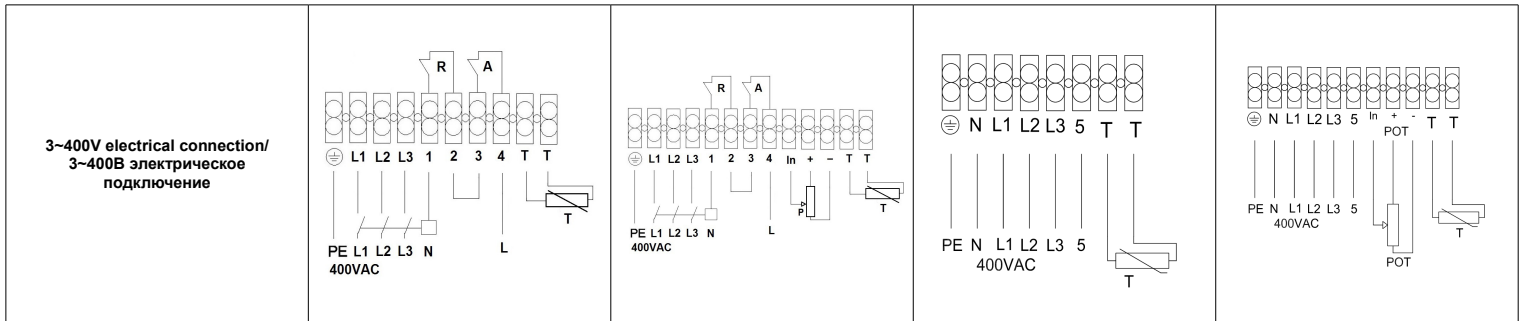 3~400V electrical connection/
3~400В электрическое
подключение
R A
L1 L2 L3 1 2 3 4 T T
T
PE L1 L2 L3 N L
400VAC
R A
L1 L2 L3 1 2 3 4 In + − T T
P T
PE L1 L2 L3 N L
400VAC
N L1 L2 L3 5 T T
PE N L1 L2 L3 5
400VAC
T
N L1 L2 L3 5 In + - T T
POT
PE N L1 L2 L3 5
400VAC
T
POT